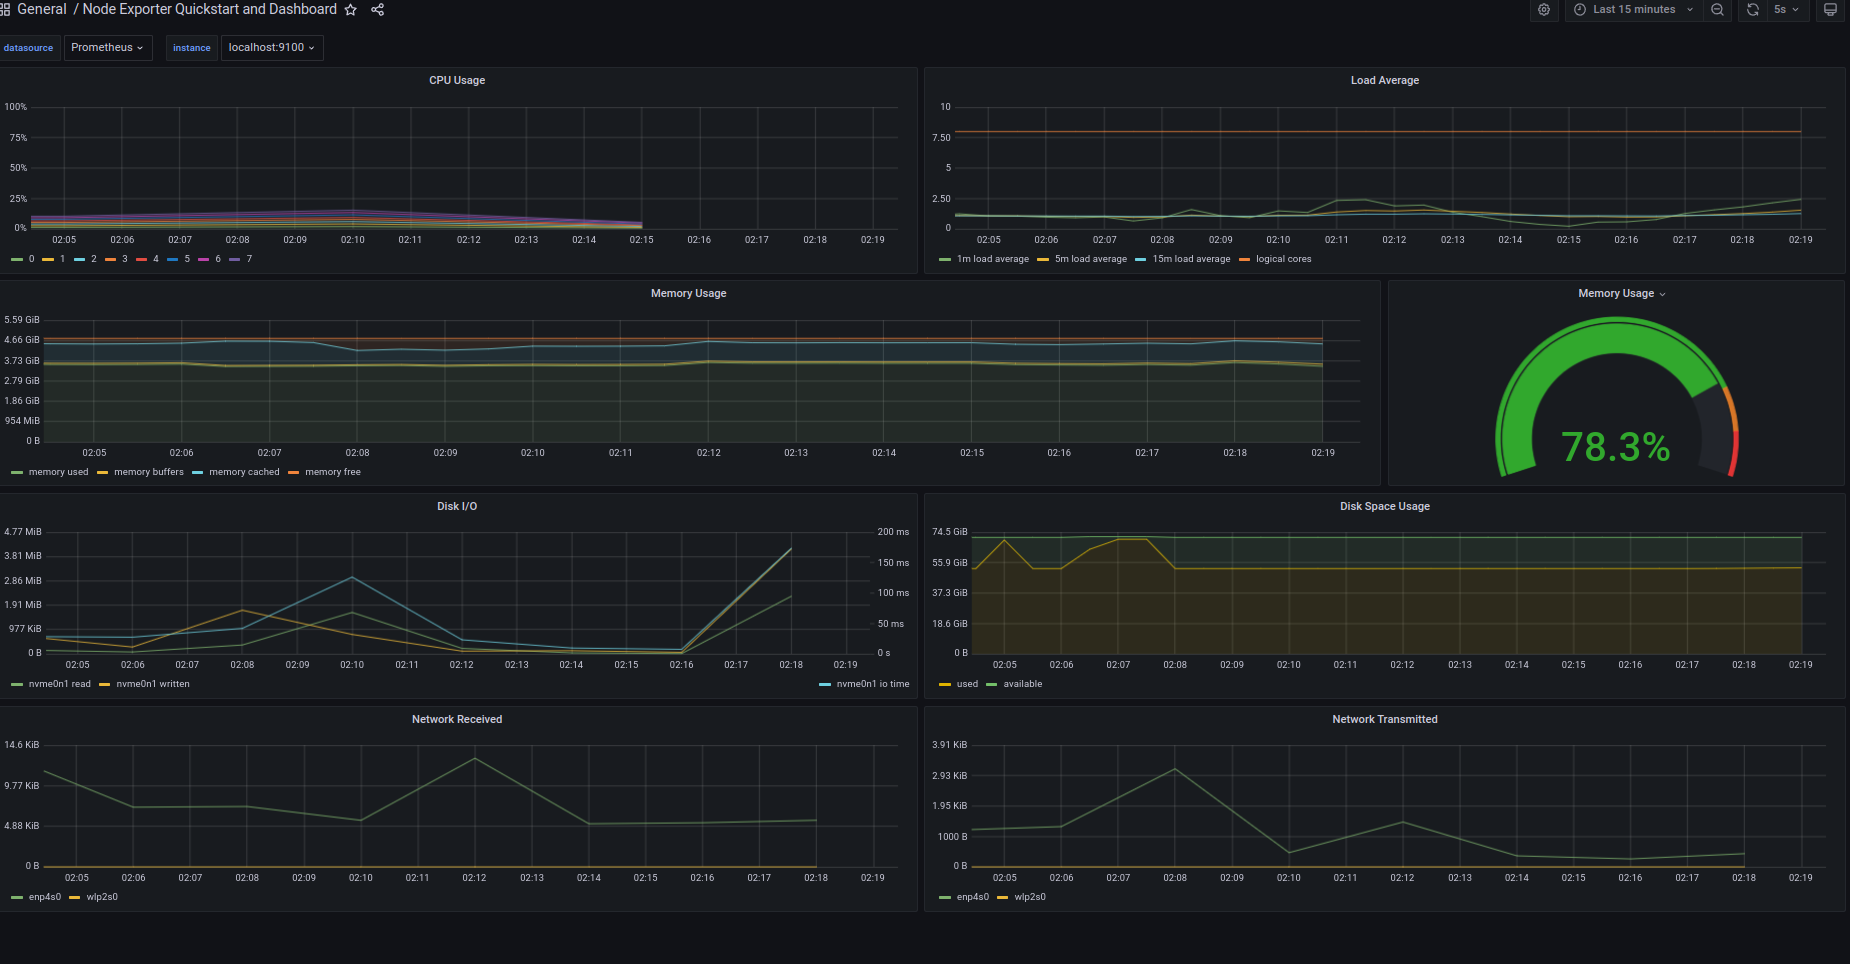 General / Node Exporter Quickstart and Dashboard
Last 15 minutes
5s
datasource Prometheus instance localhost:9100
CPU Usage
100%
75%
50%
25%
0%
02:05 02:06 02:07 02:08 02:09 02:10 02:11 02:12 02:13 02:14 02:15 02:16 02:17 02:18 02:19
0 1 2 3 4 5 6 7
Load Average
10
7.50
5
2.50
0
02:05 02:06 02:07 02:08 02:09 02:10 02:11 02:12 02:13 02:14 02:15 02:16 02:17 02:18 02:19
1m load average 5m load average 15m load average logical cores
Memory Usage
5.59 GiB
4.66 GiB
3.73 GiB
2.79 GiB
1.86 GiB
954 MiB
0 B
02:05 02:06 02:07 02:08 02:09 02:10 02:11 02:12 02:13 02:14 02:15 02:16 02:17 02:18 02:19
memory used memory buffers memory cached memory free
Memory Usage
78.3%
Disk I/O
4.77 MiB
3.81 MiB
2.86 MiB
1.91 MiB
977 KiB
0 B
200 ms
150 ms
100 ms
50 ms
0 s
02:05 02:06 02:07 02:08 02:09 02:10 02:11 02:12 02:13 02:14 02:15 02:16 02:17 02:18 02:19
nvme0n1 read nvme0n1 written nvme0n1 io time
Disk Space Usage
74.5 GiB
55.9 GiB
37.3 GiB
18.6 GiB
0 B
02:05 02:06 02:07 02:08 02:09 02:10 02:11 02:12 02:13 02:14 02:15 02:16 02:17 02:18 02:19
used available
Network Received
14.6 KiB
9.77 KiB
4.88 KiB
0 B
02:05 02:06 02:07 02:08 02:09 02:10 02:11 02:12 02:13 02:14 02:15 02:16 02:17 02:18 02:19
enp4s0 wlp2s0
Network Transmitted
3.91 KiB
2.93 KiB
1.95 KiB
1000 B
0 B
02:05 02:06 02:07 02:08 02:09 02:10 02:11 02:12 02:13 02:14 02:15 02:16 02:17 02:18 02:19
enp4s0 wlp2s0